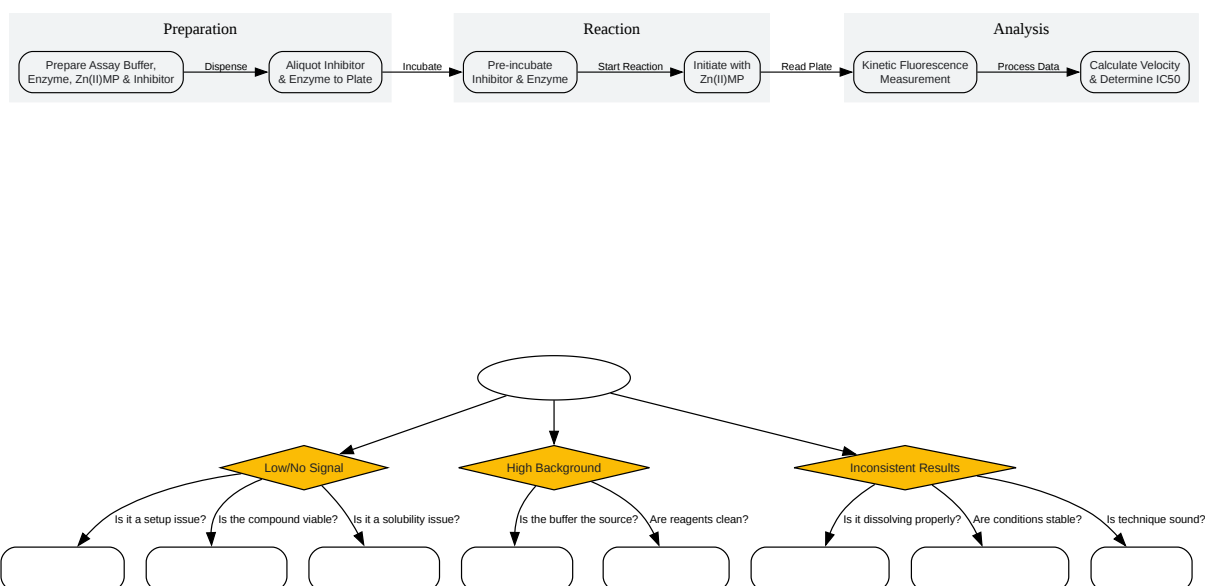 Preparation
Reaction
Analysis
Prepare Assay Buffer,
Enzyme, Zn(II)MP & Inhibitor
Dispense
Aliquot Inhibitor
& Enzyme to Plate
Incubate
Pre-incubate
Inhibitor & Enzyme
Start Reaction
Initiate with
Zn(II)MP
Read Plate
Kinetic Fluorescence
Measurement
Process Data
Calculate Velocity
& Determine IC50
Low/No Signal
High Background
Inconsistent Results
Is it a setup issue?
Is the compound viable?
Is it a solubility issue?
Is the buffer the source?
Are reagents clean?
Is it dissolving properly?
Are conditions stable?
Is technique sound?